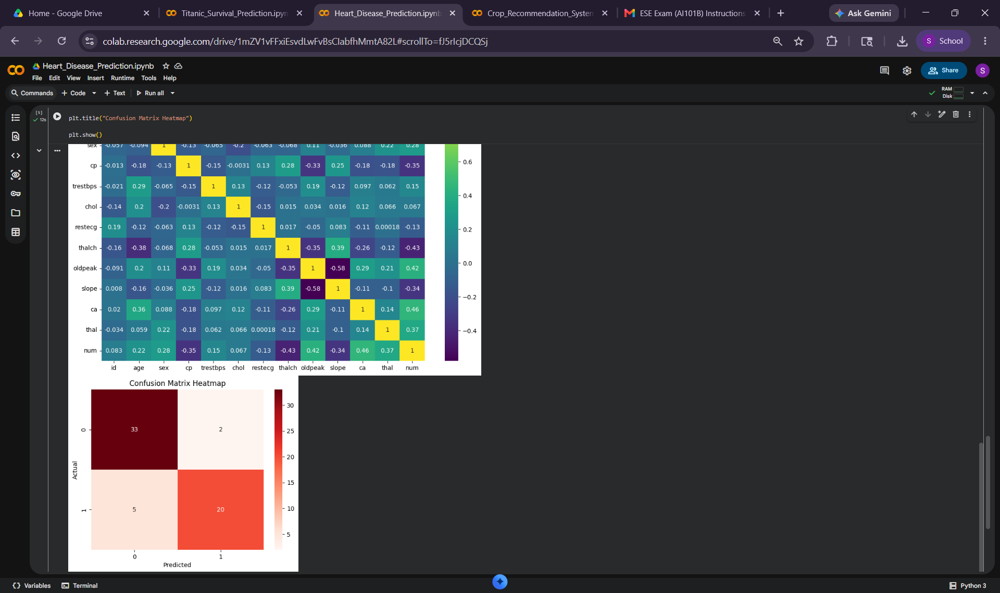 Home - Google Drive
Titanic_Survival_Prediction.ipyn
Heart_Disease_Prediction.ipynb
Crop_Recommendation_System
ESE Exam (AI101B) Instructions
Ask Gemini
colab.research.google.com/drive/1mZV1vFFxiEsvdLwFvBsClabfhMmtA82L#scrollTo=fJ5rIcjDCQSj
S School
Heart_Disease_Prediction.ipynb
File Edit View Insert Runtime Tools Help
Share
S
Commands + Code + Text Run all
RAM
Disk
[5]
12s
plt.title("Confusion Matrix Heatmap")
plt.show()
sex -0.057 -0.094 1 -0.13 -0.065 -0.2 -0.063 -0.068 0.11 -0.036 0.088 0.22 0.28
cp -0.013 -0.18 -0.13 1 -0.15 -0.0031 0.13 0.28 -0.33 0.25 -0.18 -0.18 -0.35
trestbps -0.021 0.29 -0.065 -0.15 1 0.13 -0.12 -0.053 0.19 -0.12 0.097 0.062 0.15
chol -0.14 0.2 -0.2 -0.0031 0.13 1 -0.15 0.015 0.034 0.016 0.12 0.066 0.067
restecg 0.19 -0.12 -0.063 0.13 -0.12 -0.15 1 0.017 -0.05 0.083 -0.11 0.00018 -0.13
thalch -0.16 -0.38 -0.068 0.28 -0.053 0.015 0.017 1 -0.35 0.39 -0.26 -0.12 -0.43
oldpeak -0.091 0.2 0.11 -0.33 0.19 0.034 -0.05 -0.35 1 -0.58 0.29 0.21 0.42
slope 0.008 -0.16 -0.036 0.25 -0.12 0.016 0.083 0.39 -0.58 1 -0.11 -0.1 -0.34
ca 0.02 0.36 0.088 -0.18 0.097 0.12 -0.11 -0.26 0.29 -0.11 1 0.14 0.46
thal -0.034 0.059 0.22 -0.18 0.062 0.066 0.00018 -0.12 0.21 -0.1 0.14 1 0.37
num 0.083 0.22 0.28 -0.35 0.15 0.067 -0.13 -0.43 0.42 -0.34 0.46 0.37 1
id age sex cp trestbps chol restecg thalch oldpeak slope ca thal num
0.6
0.4
0.2
0.0
−0.2
−0.4
Confusion Matrix Heatmap
Actual
0 33 2
1 5 20
0 1
Predicted
30
25
20
15
10
5
Variables Terminal
Python 3